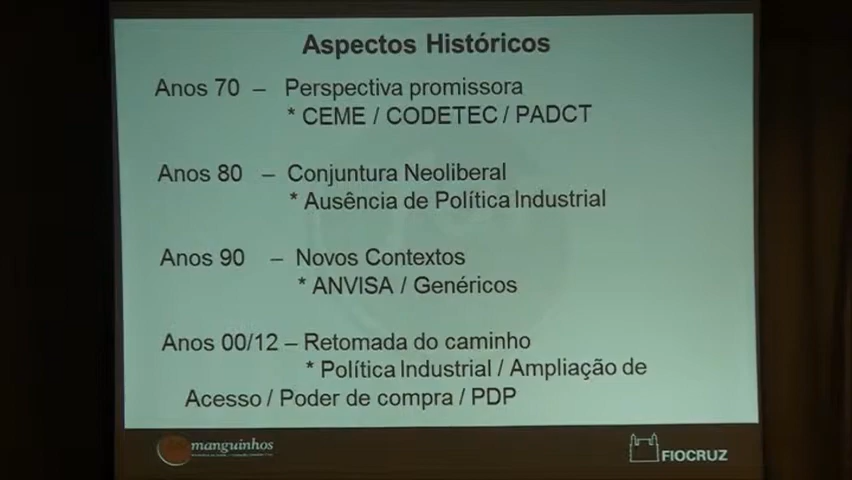 Aspectos Históricos
Anos 70 – Perspectiva promissora
* CEME / CODETEC / PADCT
Anos 80 – Conjuntura Neoliberal
* Ausência de Política Industrial
Anos 90 – Novos Contextos
* ANVISA / Genéricos
Anos 00/12 – Retomada do caminho
* Política Industrial / Ampliação de
Acesso / Poder de compra / PDP
manguinhos
FIOCRUZ